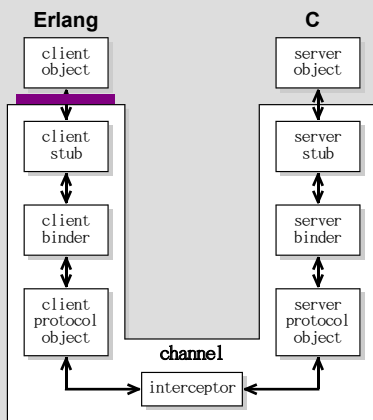 Erlang
C
client
object
server
object
client
stub
server
stub
client
binder
server
binder
client
protocol
object
server
protocol
object
channel
interceptor